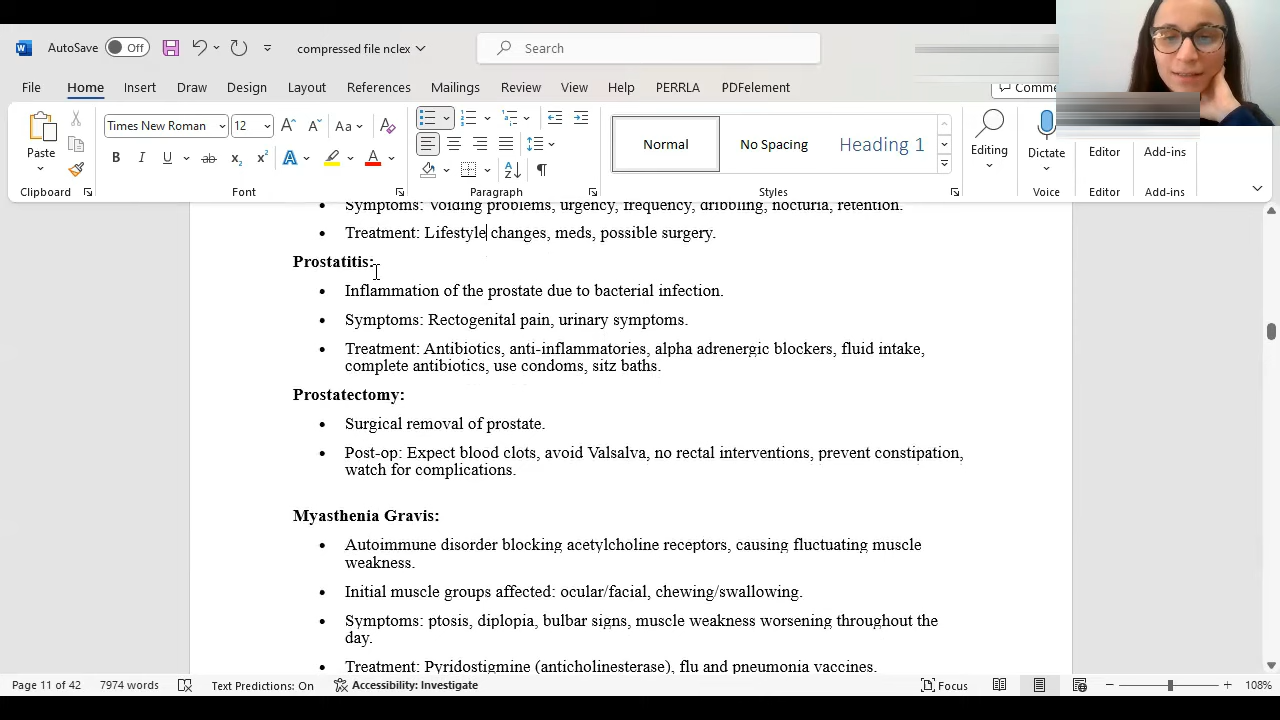 AutoSave Off compressed file nclex Search
File Home Insert Draw Design Layout References Mailings Review View Help PERRLA PDFelement
Times New Roman 12 Aa
Paste
B I U ab x2 x2 A A
Normal No Spacing Heading 1
Editing Dictate Editor Add-ins
Clipboard Font Paragraph Styles Voice Editor Add-ins
Symptoms: Voiding problems, urgency, frequency, dribbling, nocturia, retention.
• Treatment: Lifestyle changes, meds, possible surgery.
Prostatitis:
• Inflammation of the prostate due to bacterial infection.
• Symptoms: Rectogenital pain, urinary symptoms.
• Treatment: Antibiotics, anti-inflammatories, alpha adrenergic blockers, fluid intake,
complete antibiotics, use condoms, sitz baths.
Prostatectomy:
• Surgical removal of prostate.
• Post-op: Expect blood clots, avoid Valsalva, no rectal interventions, prevent constipation,
watch for complications.
Myasthenia Gravis:
• Autoimmune disorder blocking acetylcholine receptors, causing fluctuating muscle
weakness.
• Initial muscle groups affected: ocular/facial, chewing/swallowing.
• Symptoms: ptosis, diplopia, bulbar signs, muscle weakness worsening throughout the
day.
• Treatment: Pyridostigmine (anticholinesterase), flu and pneumonia vaccines.
Page 11 of 42 7974 words Text Predictions: On Accessibility: Investigate Focus 108%